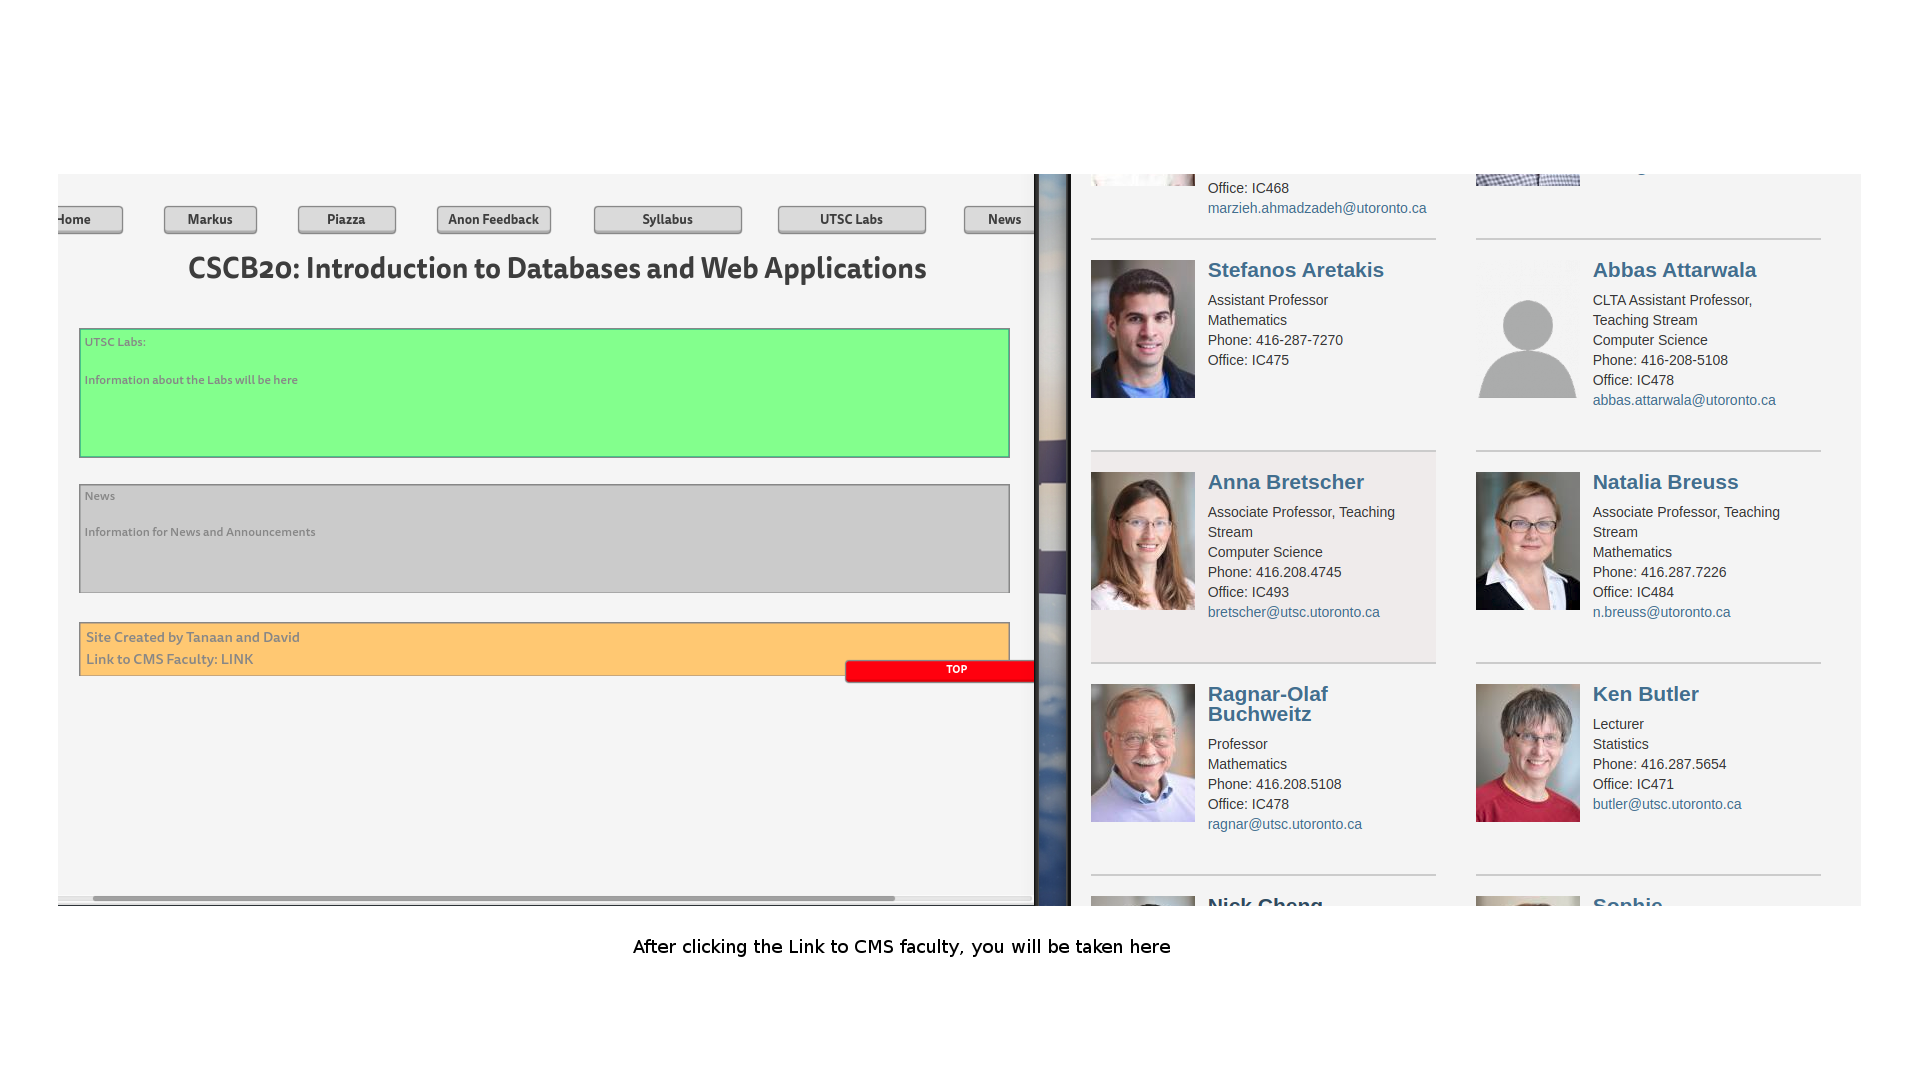 Home Markus Piazza Anon Feedback Syllabus UTSC Labs News
CSCB20: Introduction to Databases and Web Applications
UTSC Labs:
Information about the Labs will be here
News
Information for News and Announcements
Site Created by Tanaan and David
Link to CMS Faculty: LINK
TOP
Office: IC468
marzieh.ahmadzadeh@utoronto.ca
Stefanos Aretakis
Assistant Professor
Mathematics
Phone: 416-287-7270
Office: IC475
Abbas Attarwala
CLTA Assistant Professor,
Teaching Stream
Computer Science
Phone: 416-208-5108
Office: IC478
abbas.attarwala@utoronto.ca
Anna Bretscher
Associate Professor, Teaching
Stream
Computer Science
Phone: 416.208.4745
Office: IC493
bretscher@utsc.utoronto.ca
Natalia Breuss
Associate Professor, Teaching
Stream
Mathematics
Phone: 416.287.7226
Office: IC484
n.breuss@utoronto.ca
Ragnar-Olaf
Buchweitz
Professor
Mathematics
Phone: 416.208.5108
Office: IC478
ragnar@utsc.utoronto.ca
Ken Butler
Lecturer
Statistics
Phone: 416.287.5654
Office: IC471
butler@utsc.utoronto.ca
Nick Cheng
Sophie
After clicking the Link to CMS faculty, you will be taken here